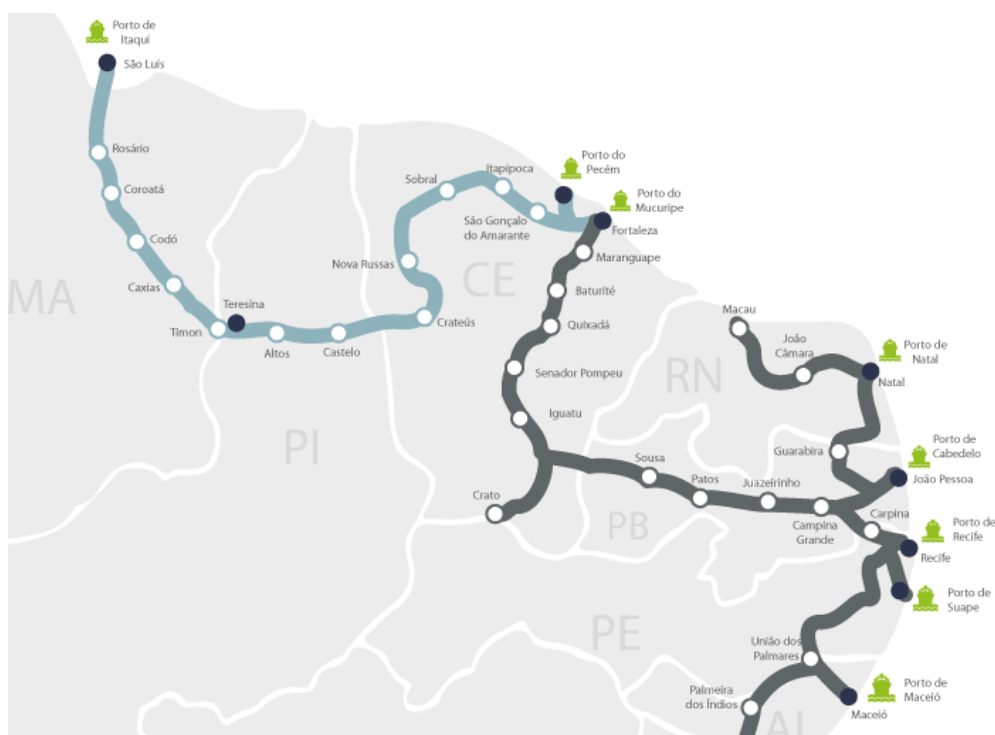 Porto de
Itaquí
São Luís
Rosário
Coroatá
Codó
Caxias
Timon
Teresina
Altos
Castelo
Crateús
Nova Russas
Sobral
Itapipoca
São Gonçalo
do Amarante
Porto do
Pecém
Porto do
Mucuripe
Fortaleza
Maranguape
Baturité
Quixadá
Senador Pompeu
Iguatu
Crato
Sousa
Patos
Juazeirinho
Campina
Grande
Macau
João
Câmara
Porto de
Natal
Natal
Guarabira
Porto de
Cabedelo
João Pessoa
Carpina
Porto de
Recife
Recife
Porto de
Suape
União dos
Palmares
Palmeira
dos Índios
Porto de
Maceió
Maceió
MA
PI
CE
RN
PB
PE
AL